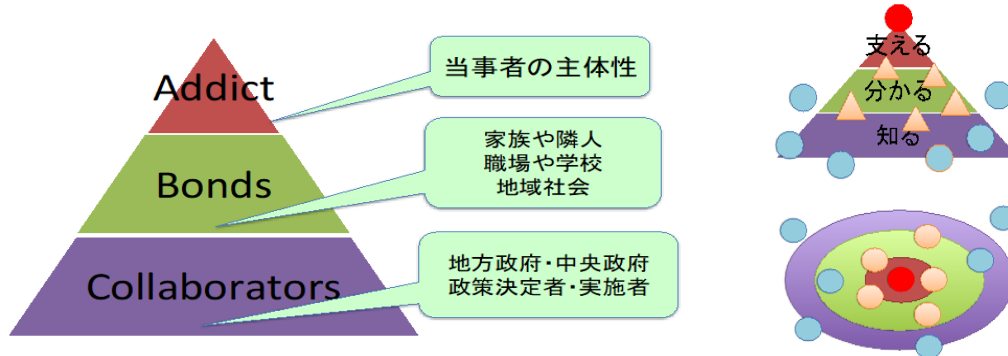 Addict
当事者の主体性
Bonds
家族や隣人
職場や学校
地域社会
Collaborators
地方政府・中央政府
政策決定者・実施者
支える
分かる
知る